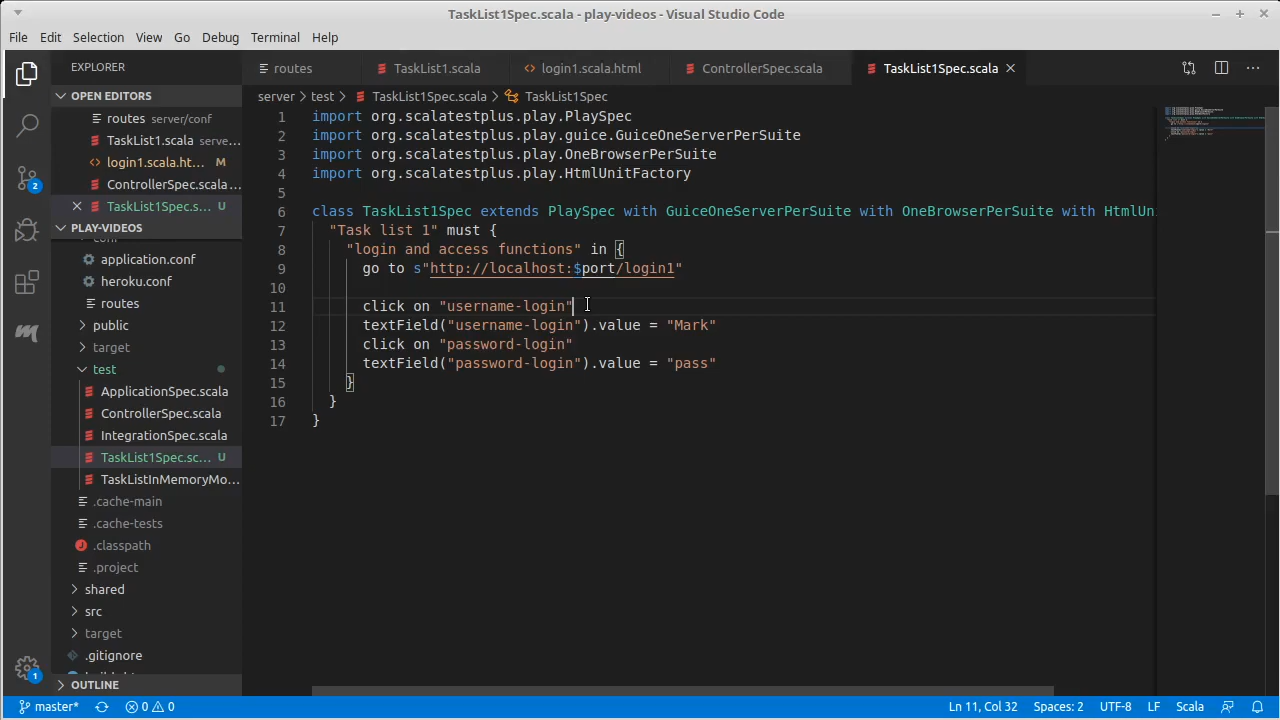 TaskList1Spec.scala - play-videos - Visual Studio Code
File Edit Selection View Go Debug Terminal Help
EXPLORER
OPEN EDITORS
routes server/conf
TaskList1.scala serve...
login1.scala.ht... M
ControllerSpec.scala ...
TaskList1Spec.s... U
PLAY-VIDEOS
conf
application.conf
heroku.conf
routes
public
target
test
ApplicationSpec.scala
ControllerSpec.scala
IntegrationSpec.scala
TaskList1Spec.sc... U
TaskListInMemoryMo...
.cache-main
.cache-tests
.classpath
.project
shared
src
target
.gitignore
OUTLINE
2
1
routes TaskList1.scala login1.scala.html ControllerSpec.scala TaskList1Spec.scala
server > test > TaskList1Spec.scala > TaskList1Spec
1 import org.scalatestplus.play.PlaySpec
2 import org.scalatestplus.play.guice.GuiceOneServerPerSuite
3 import org.scalatestplus.play.OneBrowserPerSuite
4 import org.scalatestplus.play.HtmlUnitFactory
5
6 class TaskList1Spec extends PlaySpec with GuiceOneServerPerSuite with OneBrowserPerSuite with HtmlUni
7 "Task list 1" must {
8 "login and access functions" in {
9 go to s"http://localhost:$port/login1"
10
11 click on "username-login"
12 textField("username-login").value = "Mark"
13 click on "password-login"
14 textField("password-login").value = "pass"
15 }
16 }
17 }
master* 0 0 Ln 11, Col 32 Spaces: 2 UTF-8 LF Scala